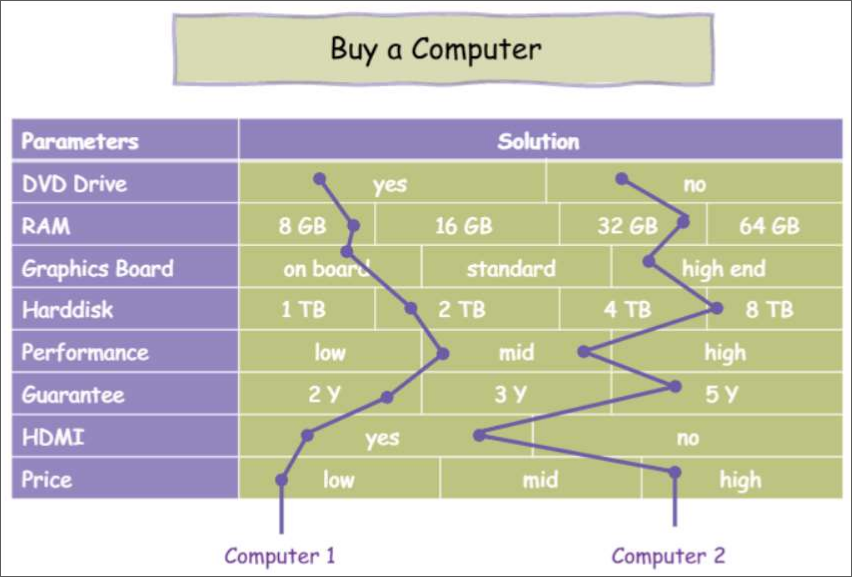 Buy a Computer
Parameters Solution
DVD Drive yes no
RAM 8 GB 16 GB 32 GB 64 GB
Graphics Board on board standard high end
Harddisk 1 TB 2 TB 4 TB 8 TB
Performance low mid high
Guarantee 2 Y 3 Y 5 Y
HDMI yes no
Price low mid high
Computer 1 Computer 2